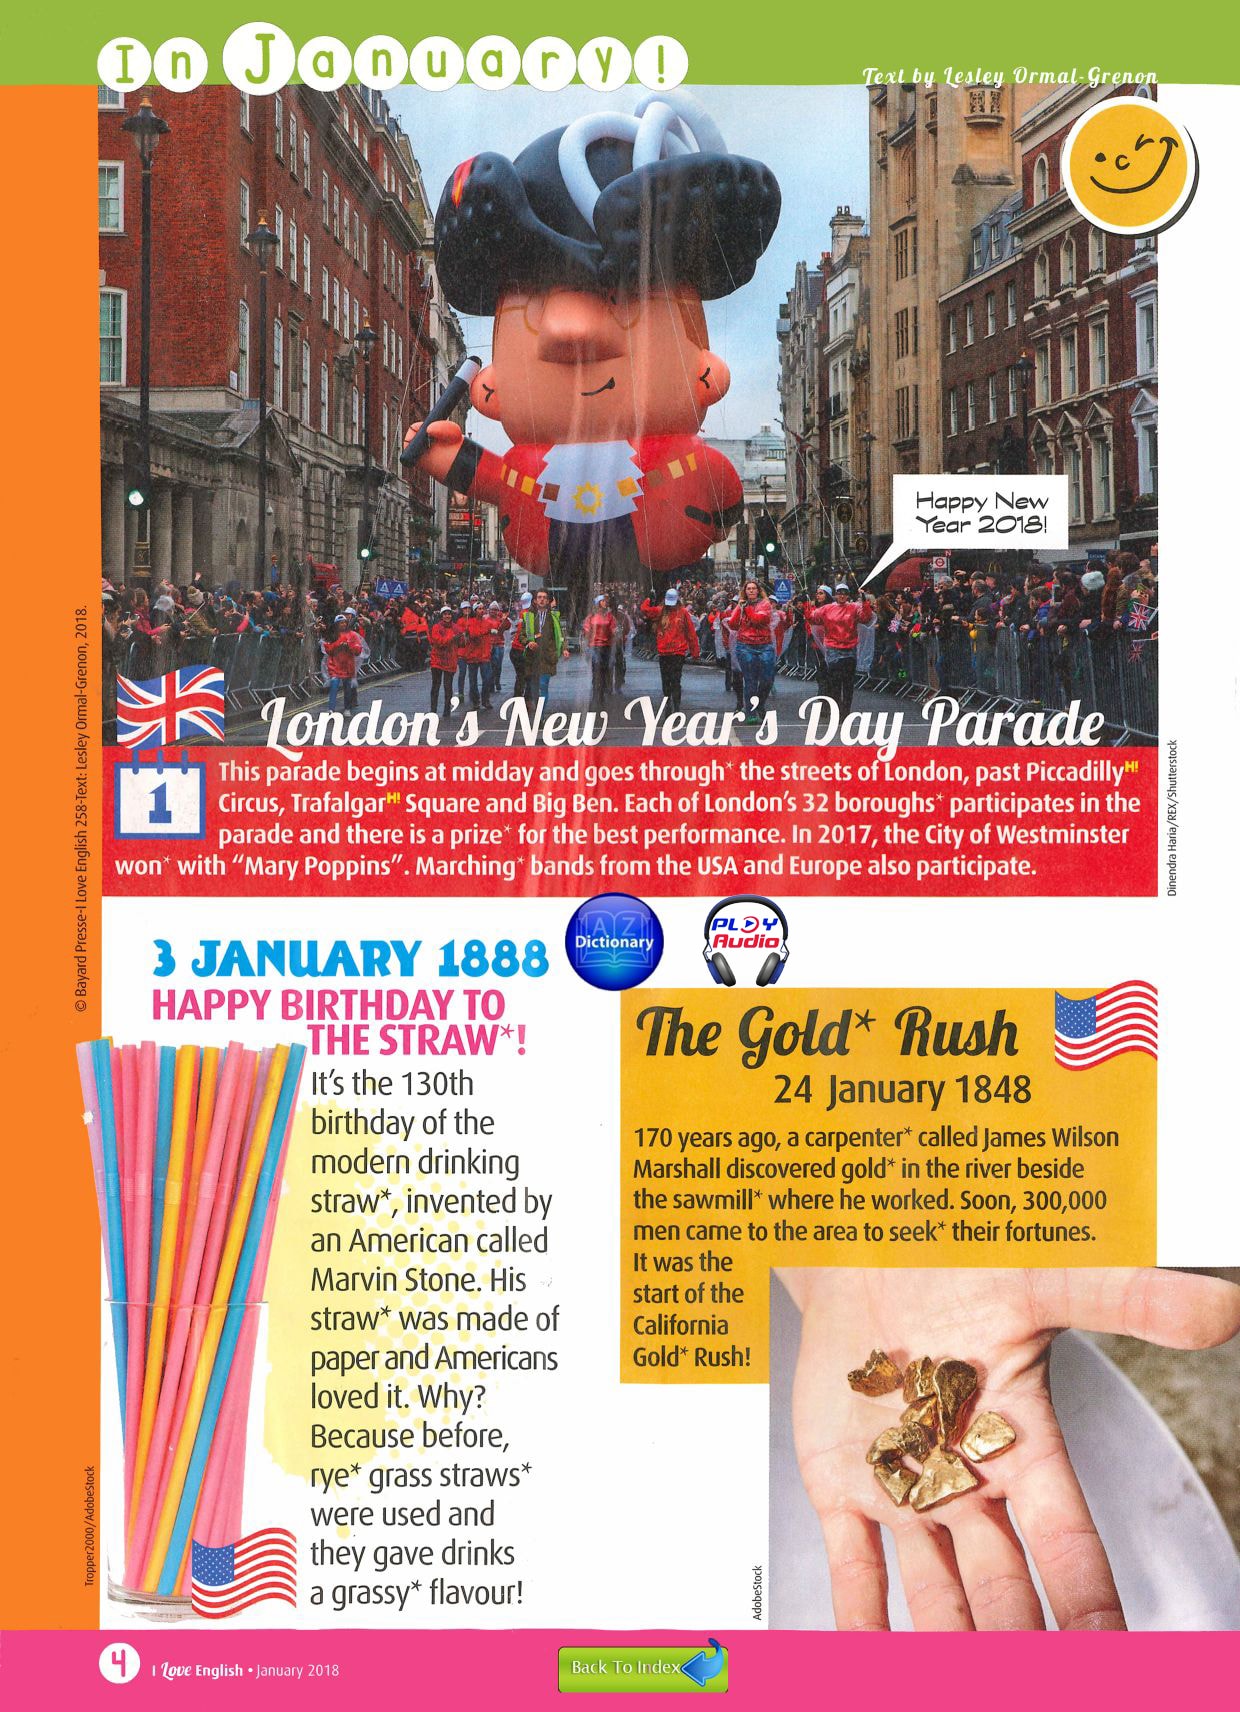 In January!
Text by Lesley Ormal-Grenon
Happy New
Year 2018!
London's New Year's Day Parade
1
This parade begins at midday and goes through* the streets of London, past Piccadilly H!
Circus, Trafalgar H! Square and Big Ben. Each of London's 32 boroughs* participates in the
parade and there is a prize* for the best performance. In 2017, the City of Westminster
won* with “Mary Poppins”. Marching* bands from the USA and Europe also participate.
© Bayard Presse-I Love English 258-Text: Lesley Ormal-Grenon, 2018.
Dinendra Haria/REX/Shutterstock
A Z
Dictionary
PLAY
Audio
3 JANUARY 1888
HAPPY BIRTHDAY TO
THE STRAW*!
It's the 130th
birthday of the
modern drinking
straw*, invented by
an American called
Marvin Stone. His
straw* was made of
paper and Americans
loved it. Why?
Because before,
rye* grass straws*
were used and
they gave drinks
a grassy* flavour!
Tropper2000/AdobeStock
The Gold* Rush
24 January 1848
170 years ago, a carpenter* called James Wilson
Marshall discovered gold* in the river beside
the sawmill* where he worked. Soon, 300,000
men came to the area to seek* their fortunes.
It was the
start of the
California
Gold* Rush!
AdobeStock
4
I Love English • January 2018
Back To Index